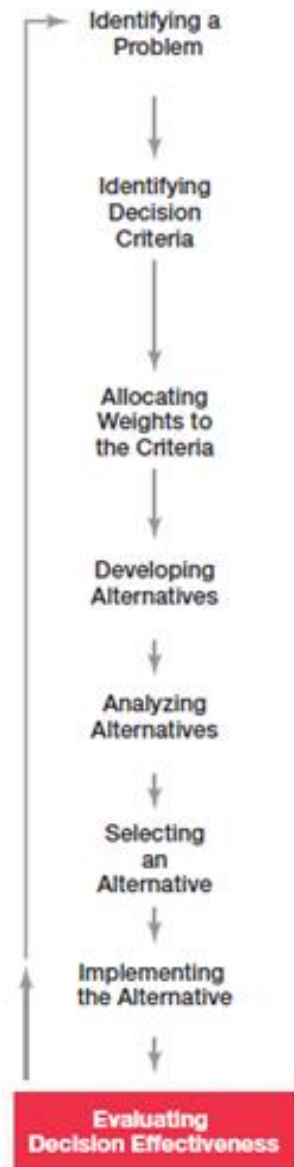 Identifying a
Problem
Identifying
Decision
Criteria
Allocating
Weights to
the Criteria
Developing
Alternatives
Analyzing
Alternatives
Selecting
an
Alternative
Implementing
the Alternative
Evaluating
Decision Effectiveness